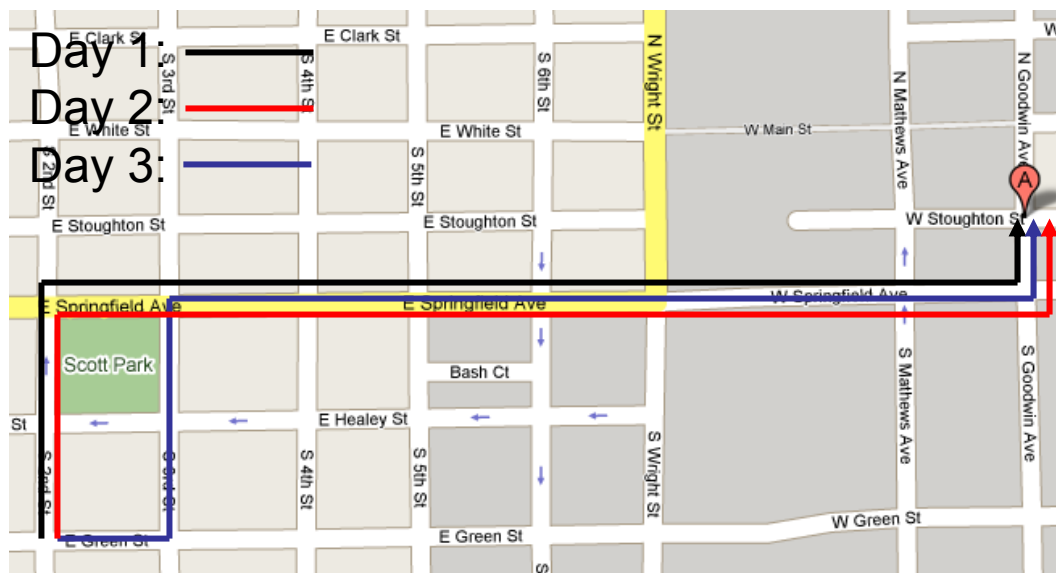 Day 1:
Day 2:
Day 3:
E Clark St
E Clark St
S 3rd St
S 4th St
S 6th St
N Wright St
N Mathews Ave
N Goodwin Ave
W
E White St
E White St
W Main St
S 2nd St
S 5th St
A
E Stoughton St
E Stoughton St
W Stoughton St
E Springfield Ave
E Springfield Ave
W Springfield Ave
Scott Park
Bash Ct
St
E Healey St
S 2nd St
S 3rd St
S 4th St
S 5th St
S Wright St
S Mathews Ave
S Goodwin Ave
E Green St
E Green St
W Green St
S